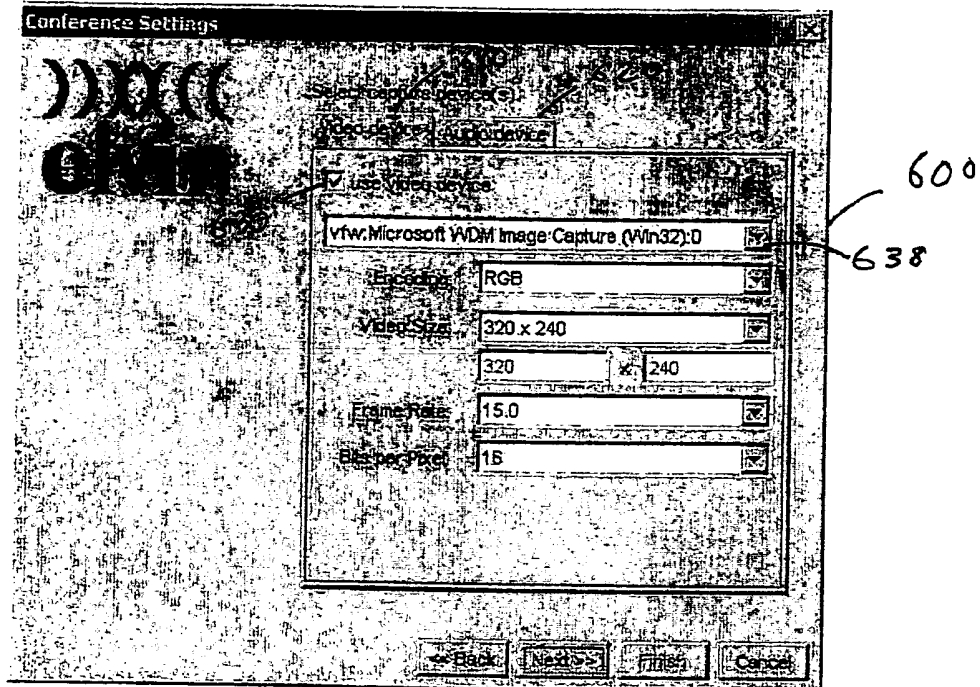 Conference Settings
Select capture device(s)
Video device Audio device
use video device
600
vfw:Microsoft WDM Image Capture (Win32):0
638
Encoding: RGB
Video Size: 320 x 240
320 x 240
Frame Rate: 15.0
Bits per Pixel: 16
<< Back Next >> Finish Cancel